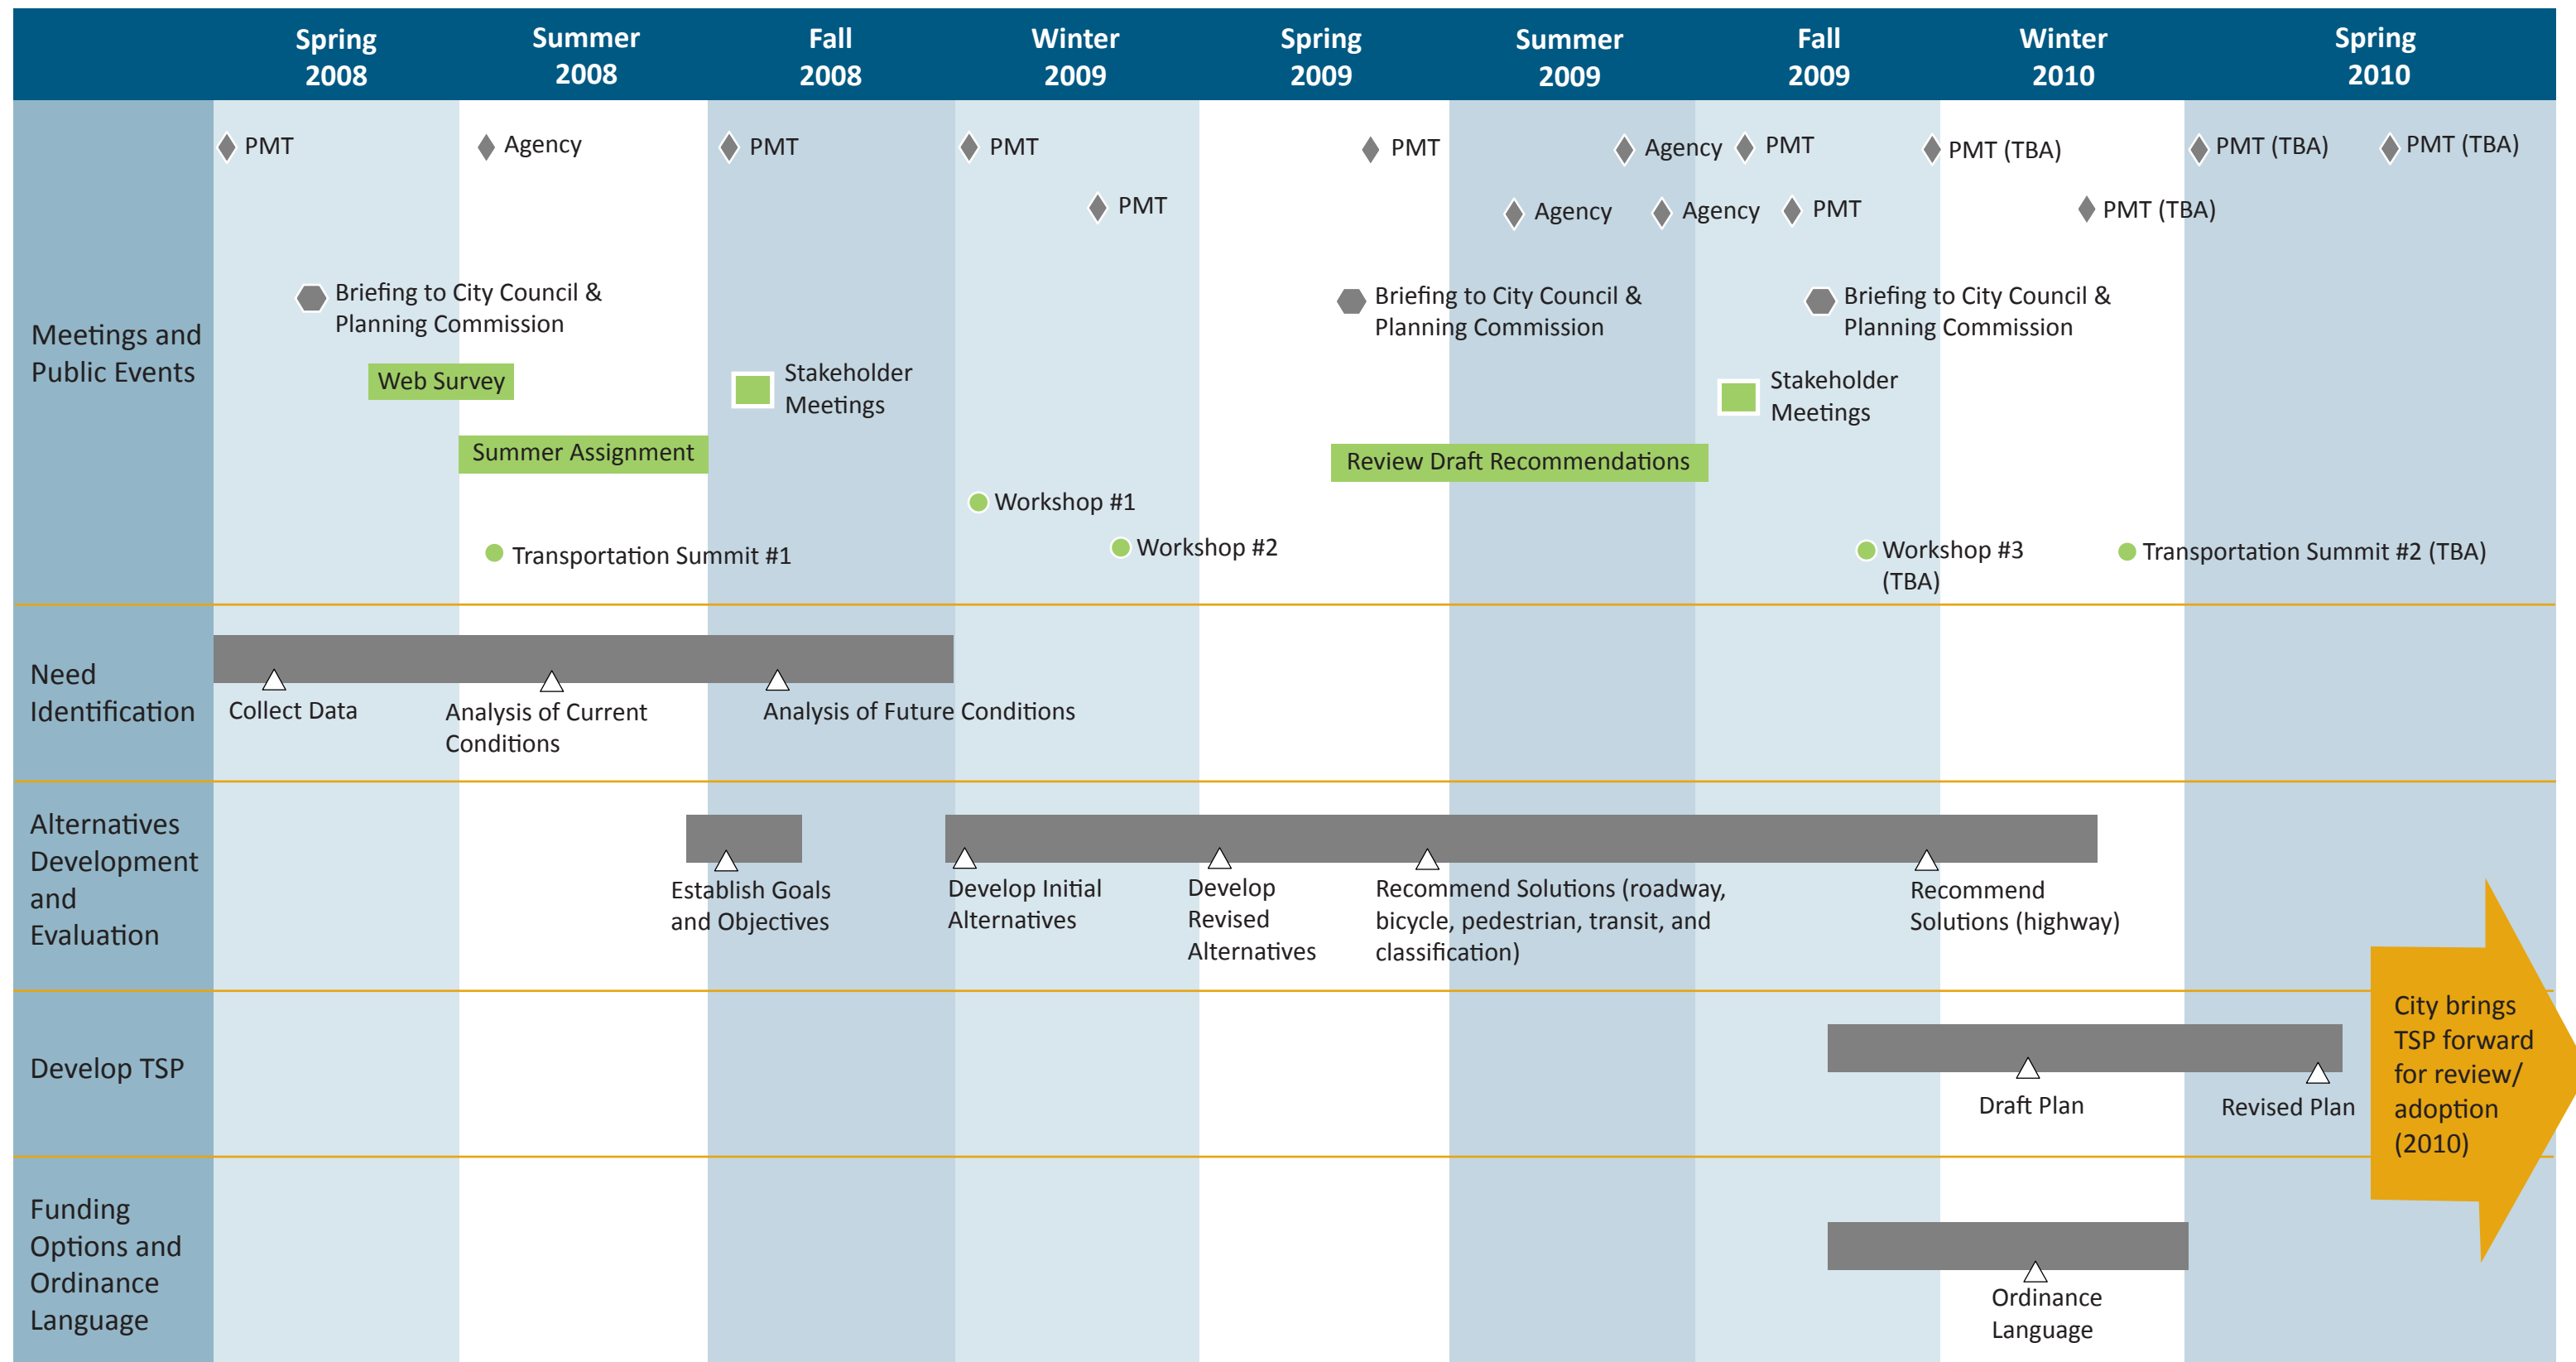 Spring
2008
Summer
2008
Fall
2008
Winter
2009
Spring
2009
Summer
2009
Fall
2009
Winter
2010
Spring
2010
Meetings and
Public Events
PMT
Agency
PMT
PMT
PMT
Agency
PMT
PMT (TBA)
PMT (TBA)
PMT (TBA)
PMT
Agency
Agency
PMT
PMT (TBA)
Briefing to City Council &
Planning Commission
Briefing to City Council &
Planning Commission
Briefing to City Council &
Planning Commission
Web Survey
Stakeholder
Meetings
Stakeholder
Meetings
Summer Assignment
Review Draft Recommendations
Workshop #1
Workshop #2
Transportation Summit #1
Workshop #3
(TBA)
Transportation Summit #2 (TBA)
Need
Identification
Collect Data
Analysis of Current
Conditions
Analysis of Future Conditions
Alternatives
Development
and
Evaluation
Establish Goals
and Objectives
Develop Initial
Alternatives
Develop
Revised
Alternatives
Recommend Solutions (roadway,
bicycle, pedestrian, transit, and
classification)
Recommend
Solutions (highway)
Develop TSP
Draft Plan
Revised Plan
City brings
TSP forward
for review/
adoption
(2010)
Funding
Options and
Ordinance
Language
Ordinance
Language